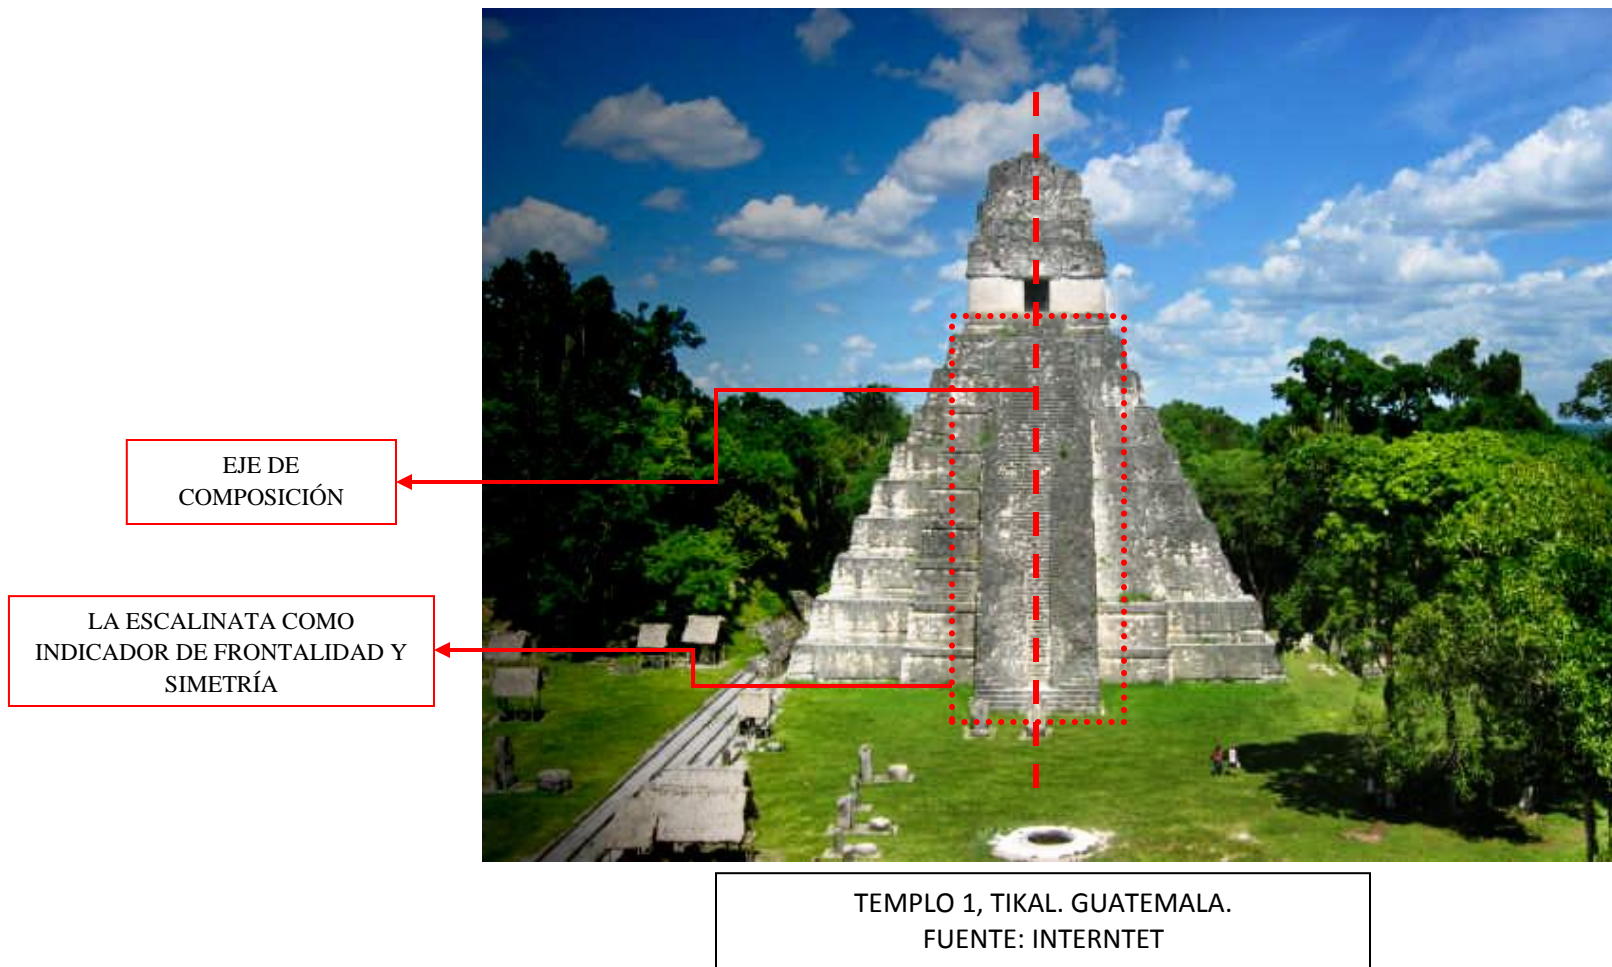 EJE DE
COMPOSICIÓN
LA ESCALINATA COMO
INDICADOR DE FRONTALIDAD Y
SIMETRÍA
TEMPLO 1, TIKAL. GUATEMALA.
FUENTE: INTERNTET